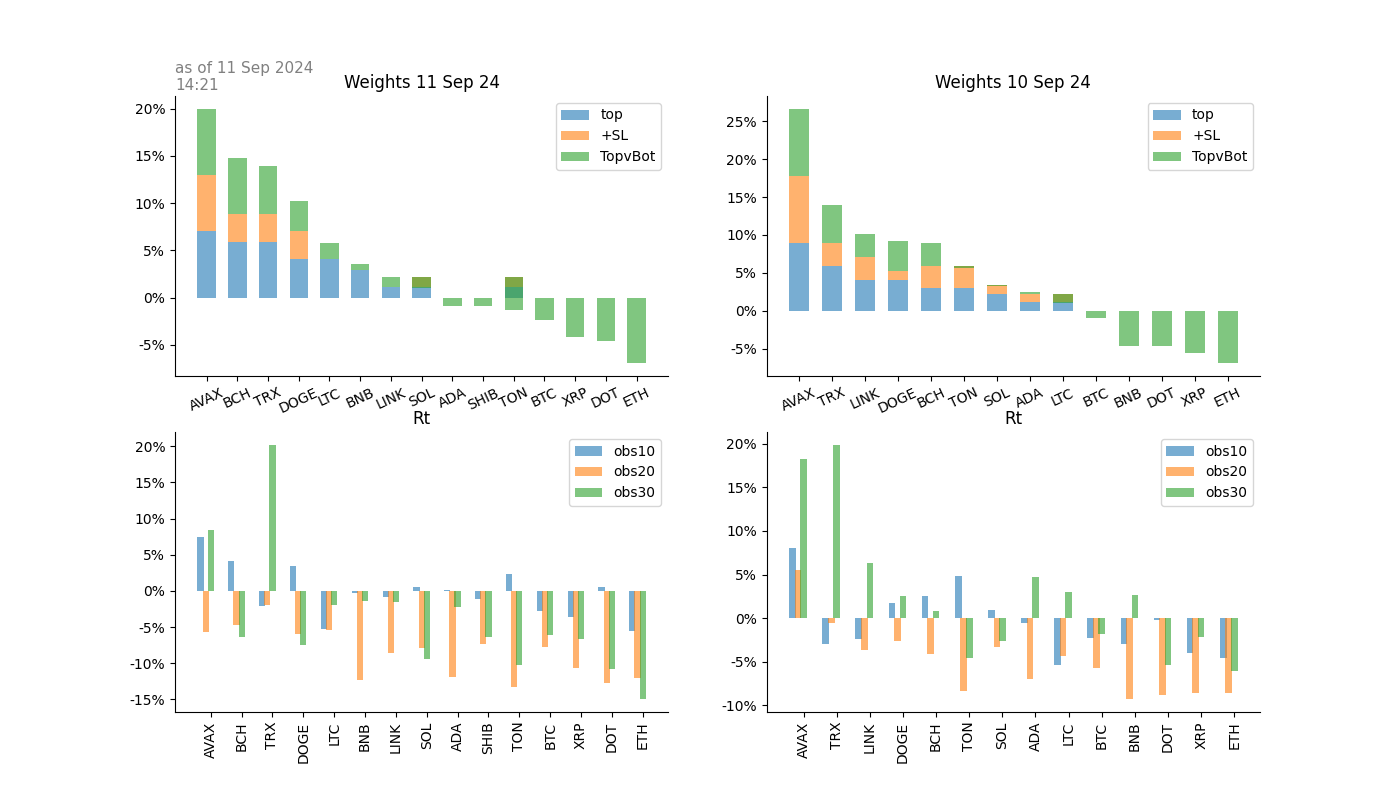 as of 11 Sep 2024
14:21
Weights 11 Sep 24
20%
15%
10%
5%
0%
-5%
top
+SL
TopvBot
AVAX BCH TRX DOGE LTC BNB LINK SOL ADA SHIB TON BTC XRP DOT ETH
Weights 10 Sep 24
25%
20%
15%
10%
5%
0%
-5%
top
+SL
TopvBot
AVAX TRX LINK DOGE BCH TON SOL ADA LTC BTC BNB DOT XRP ETH
Rt
20%
15%
10%
5%
0%
-5%
-10%
-15%
obs10
obs20
obs30
AVAX BCH TRX DOGE LTC BNB LINK SOL ADA SHIB TON BTC XRP DOT ETH
Rt
20%
15%
10%
5%
0%
-5%
-10%
obs10
obs20
obs30
AVAX TRX LINK DOGE BCH TON SOL ADA LTC BTC BNB DOT XRP ETH